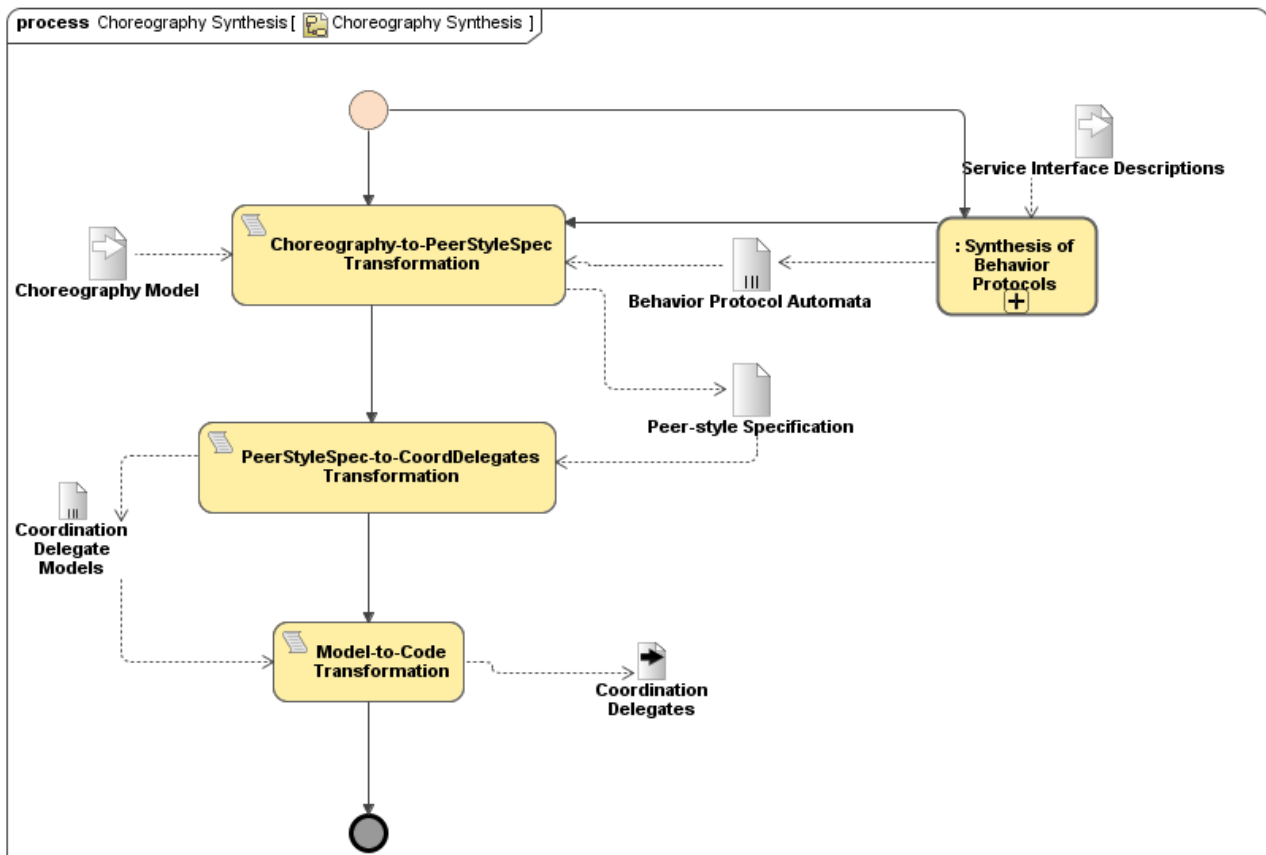 process Choreography Synthesis [ Choreography Synthesis ]
Service Interface Descriptions
Choreography-to-PeerStyleSpec
Transformation
: Synthesis of
Behavior
Protocols
Choreography Model
Behavior Protocol Automata
Peer-style Specification
PeerStyleSpec-to-CoordDelegates
Transformation
Coordination
Delegate
Models
Model-to-Code
Transformation
Coordination
Delegates